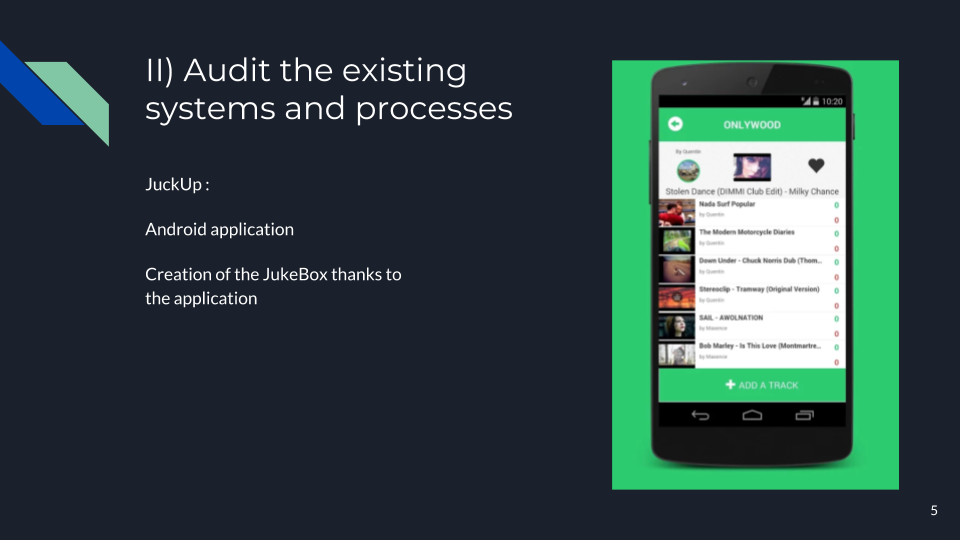 II) Audit the existing
systems and processes
JuckUp :
Android application
Creation of the JukeBox thanks to
the application
10:20
ONLYWOOD
By Quentin
Stolen Dance (DIMMI Club Edit) - Milky Chance
Nada Surf Popular
by Quentin
0
0
The Modern Motorcycle Diaries
by Quentin
0
0
Down Under - Chuck Norris Dub (Thom...
by Quentin
0
0
Stereoclip - Tramway (Original Version)
by Quentin
0
0
SAIL - AWOLNATION
by Maxence
0
0
Bob Marley - Is This Love (Montmartre...
by Maxence
0
0
ADD A TRACK
5